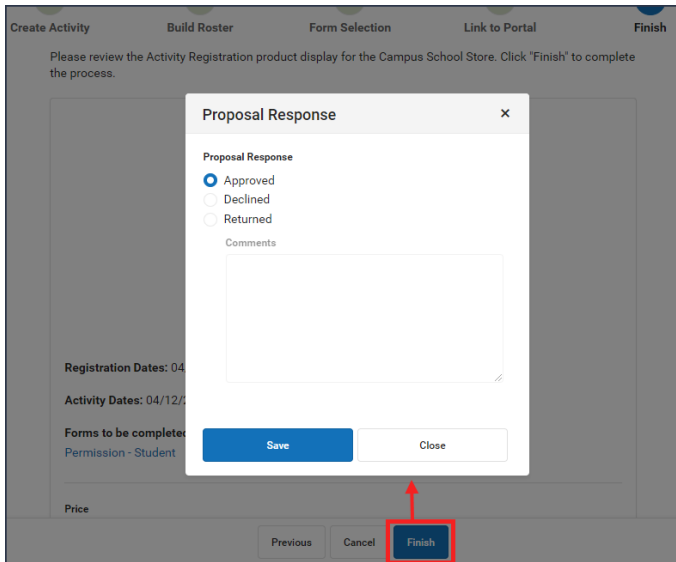 Create Activity
Build Roster
Form Selection
Link to Portal
Finish
Please review the Activity Registration product display for the Campus School Store. Click "Finish" to complete
the process.
Proposal Response
×
Proposal Response
Approved
Declined
Returned
Comments
Registration Dates: 04
Activity Dates: 04/12/2
Forms to be completed
Permission - Student
Save
Close
Price
Previous
Cancel
Finish